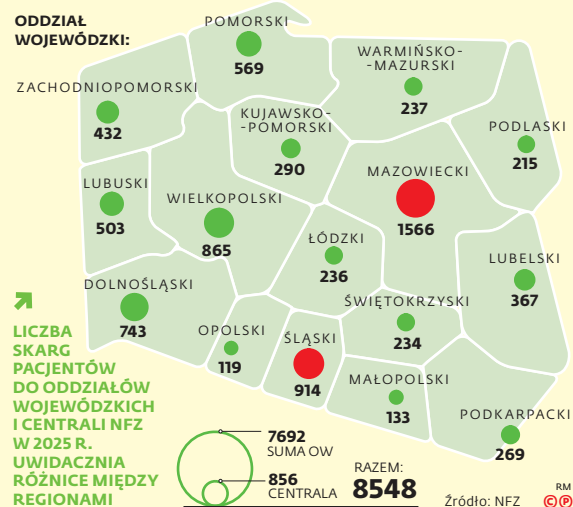 ODDZIAŁ
WOJEWÓDZKI:
POMORSKI
569
WARMIŃSKO-
-MAZURSKI
237
ZACHODNIOPOMORSKI
432
KUJAWSKO-
-POMORSKI
290
PODLASKI
215
LUBUSKI
503
WIELKOPOLSKI
865
MAZOWIECKI
1566
ŁÓDZKI
236
LUBELSKI
367
DOLNOŚLĄSKI
743
OPOLSKI
119
ŚLĄSKI
914
ŚWIĘTOKRZYSKI
234
MAŁOPOLSKI
133
PODKARPACKI
269
LICZBA
SKARG
PACJENTÓW
DO ODDZIAŁÓW
WOJEWÓDZKICH
I CENTRALI NFZ
W 2025 R.
UWIDACZNIA
RÓŻNICE MIĘDZY
REGIONAMI
7692
SUMA OW
856
CENTRALA
RAZEM:
8548
Źródło: NFZ
RM
©℗